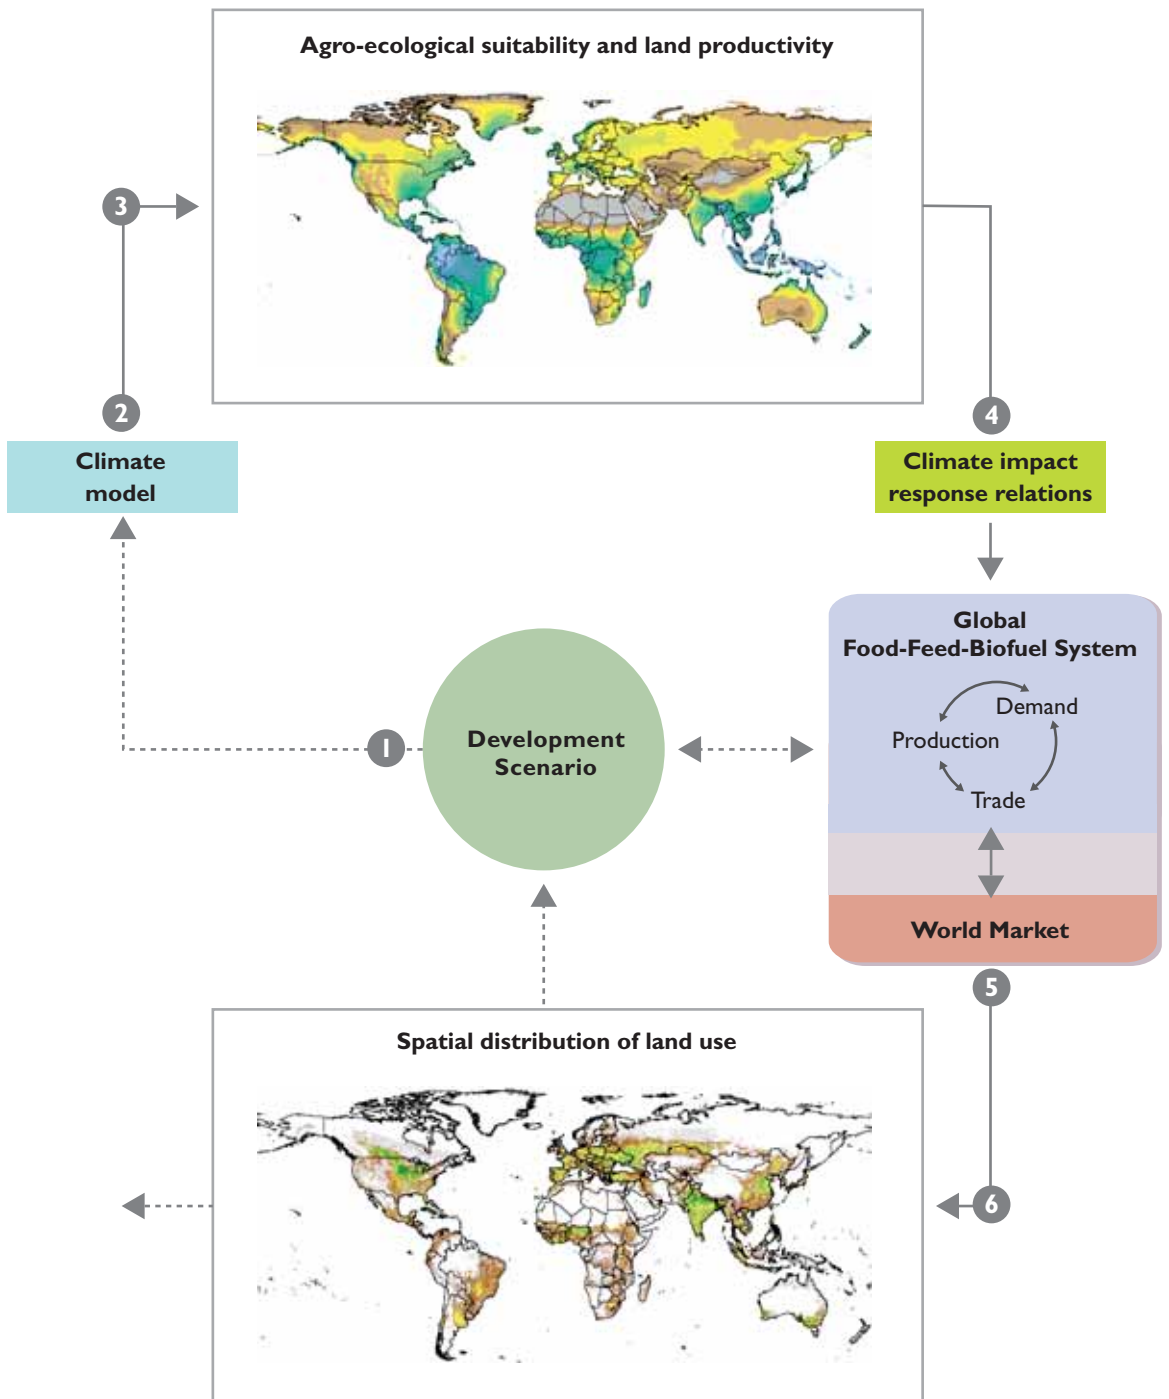 Agro-ecological suitability and land productivity
3
2
4
Climate
model
Climate impact
response relations
Global
Food-Feed-Biofuel System
Demand
Production
Trade
1
Development
Scenario
World Market
5
Spatial distribution of land use
6